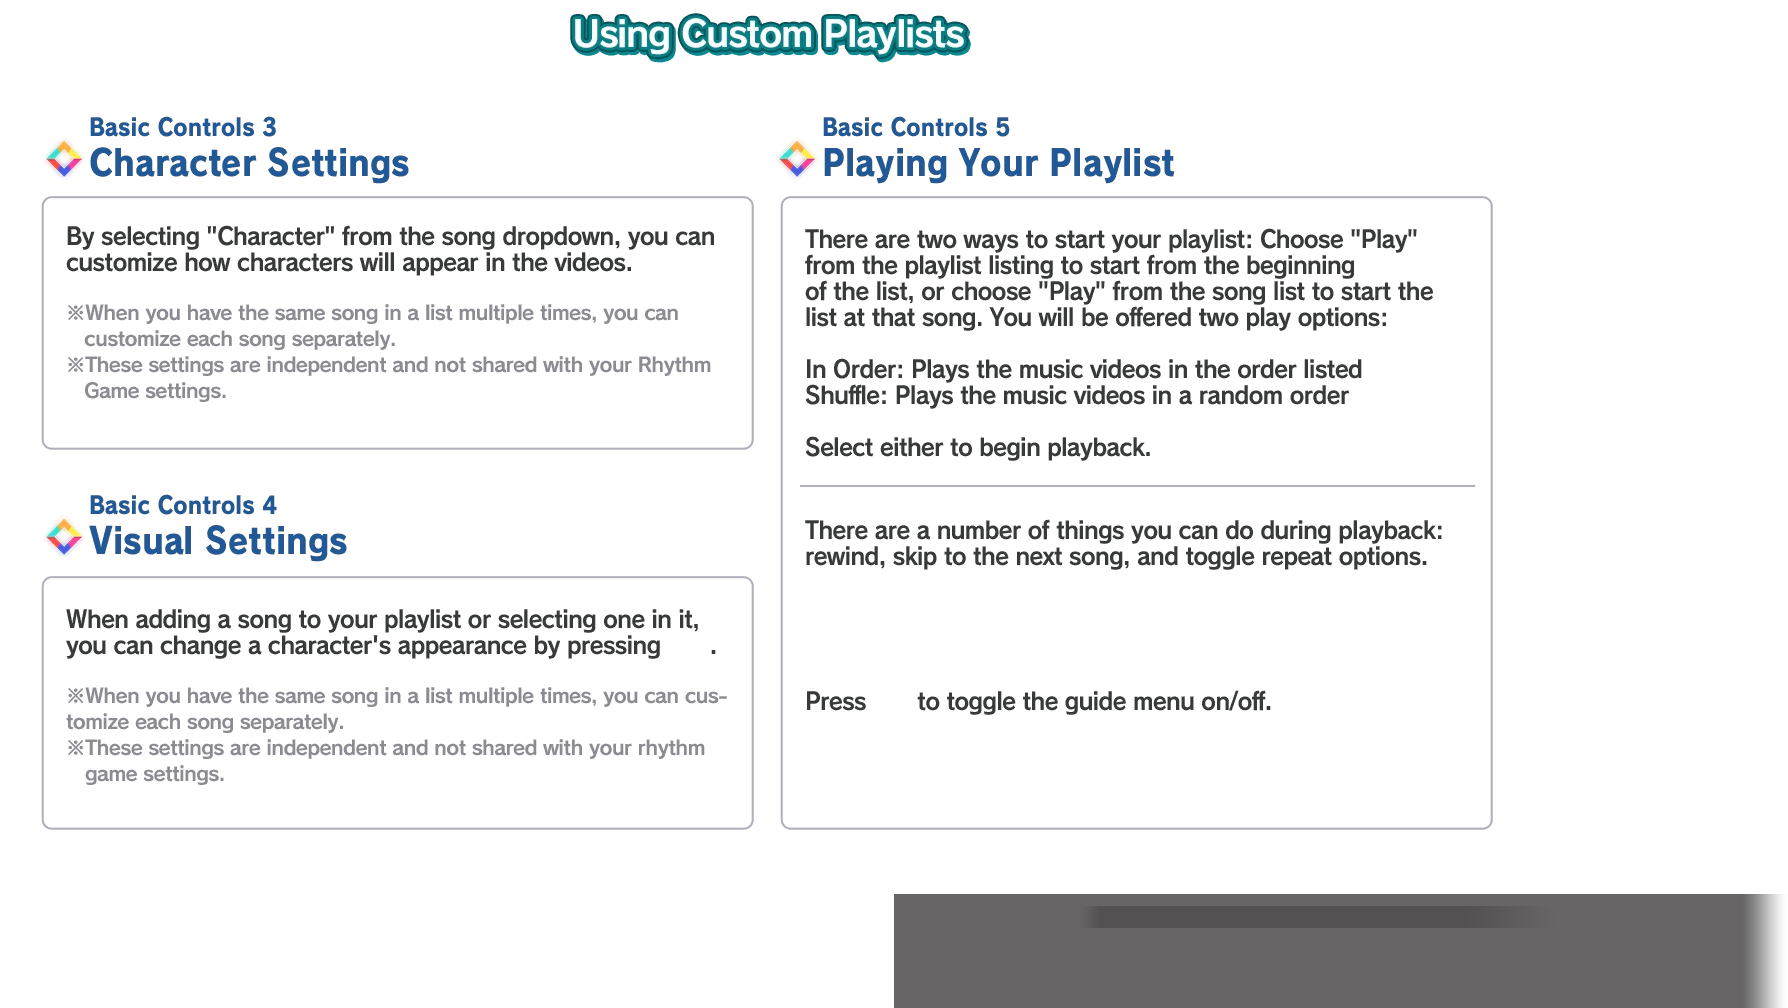 Using Custom Playlists
Basic Controls 3
Character Settings
By selecting "Character" from the song dropdown, you can
customize how characters will appear in the videos.
※When you have the same song in a list multiple times, you can
customize each song separately.
※These settings are independent and not shared with your Rhythm
Game settings.
Basic Controls 4
Visual Settings
When adding a song to your playlist or selecting one in it,
you can change a character's appearance by pressing .
※When you have the same song in a list multiple times, you can cus-
tomize each song separately.
※These settings are independent and not shared with your rhythm
game settings.
Basic Controls 5
Playing Your Playlist
There are two ways to start your playlist: Choose "Play"
from the playlist listing to start from the beginning
of the list, or choose "Play" from the song list to start the
list at that song. You will be offered two play options:
In Order: Plays the music videos in the order listed
Shuffle: Plays the music videos in a random order
Select either to begin playback.
There are a number of things you can do during playback:
rewind, skip to the next song, and toggle repeat options.
Press to toggle the guide menu on/off.